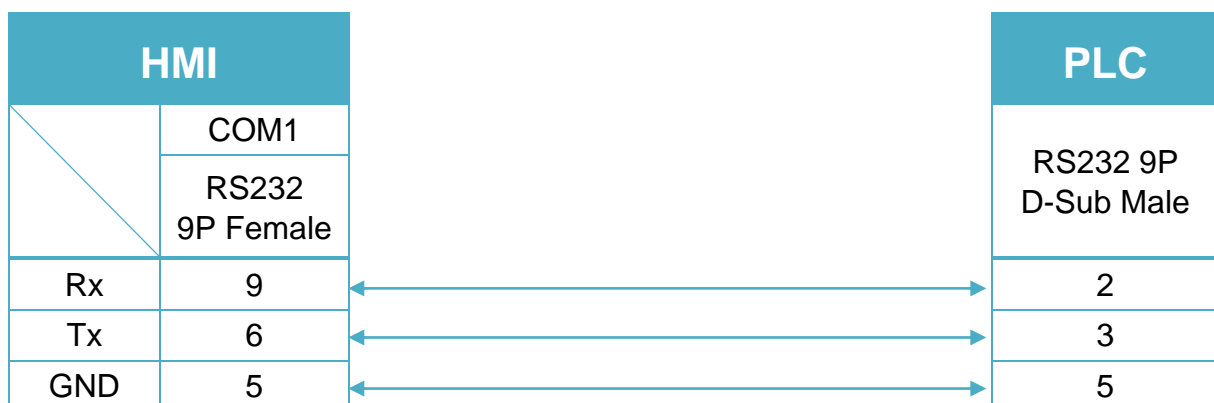 HMI PLC
COM1
RS232
9P Female
RS232 9P
D-Sub Male
Rx 9 2
Tx 6 3
GND 5 5